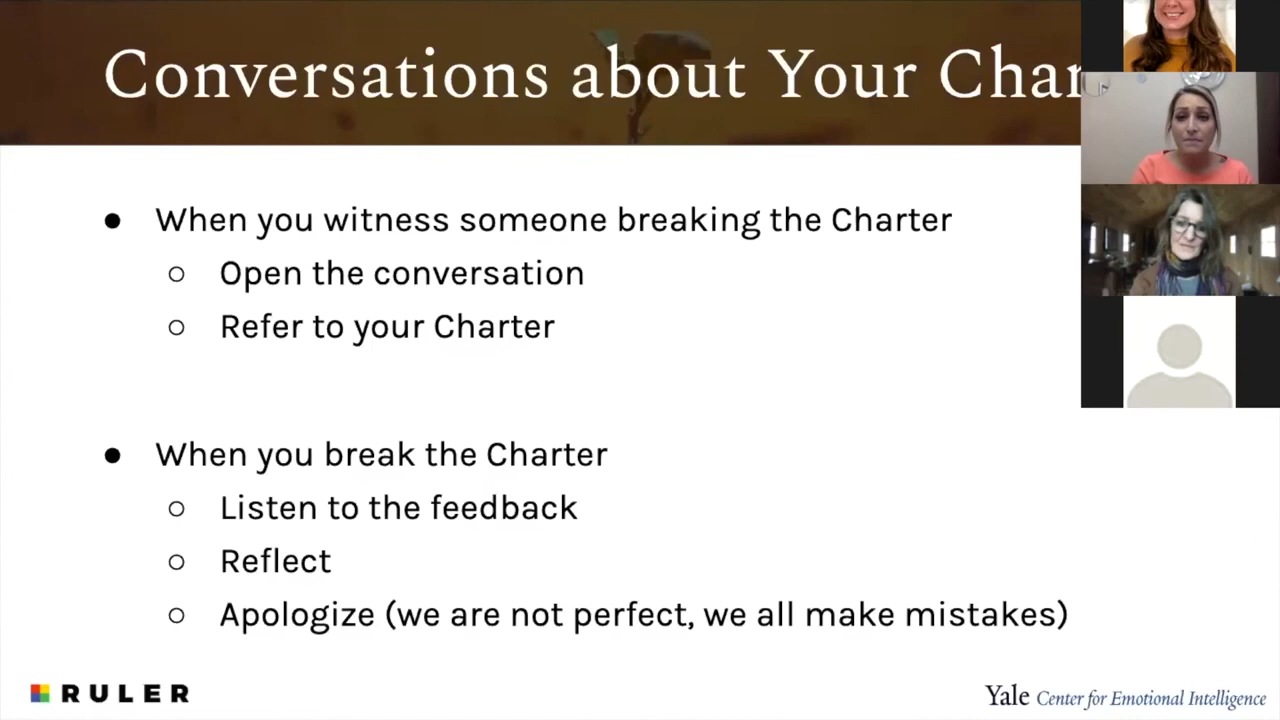 Conversations about Your Char
● When you witness someone breaking the Charter
○ Open the conversation
○ Refer to your Charter
● When you break the Charter
○ Listen to the feedback
○ Reflect
○ Apologize (we are not perfect, we all make mistakes)
RULER
Yale Center for Emotional Intelligence